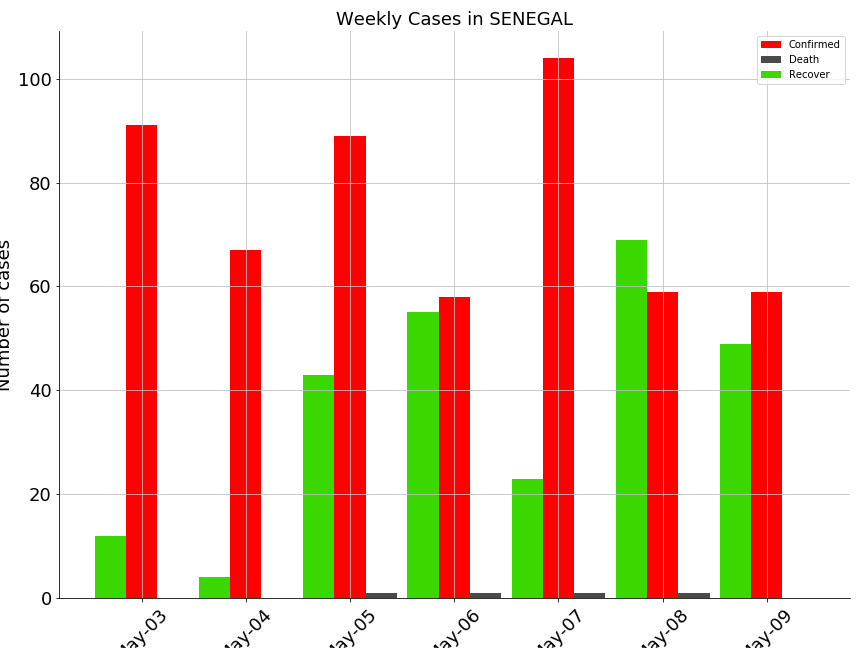 Weekly Cases in SENEGAL
Confirmed
Death
Recover
Number of cases
100
80
60
40
20
0
May-03
May-04
May-05
May-06
May-07
May-08
May-09